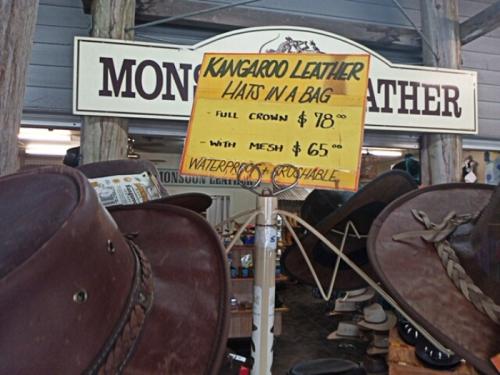 KANGAROO LEATHER
HATS IN A BAG
- FULL CROWN $ 78.00
- WITH MESH $ 65.00
WATERPROOF + CRUSHABLE
MONS
ATHER
MONSOON LEATHER